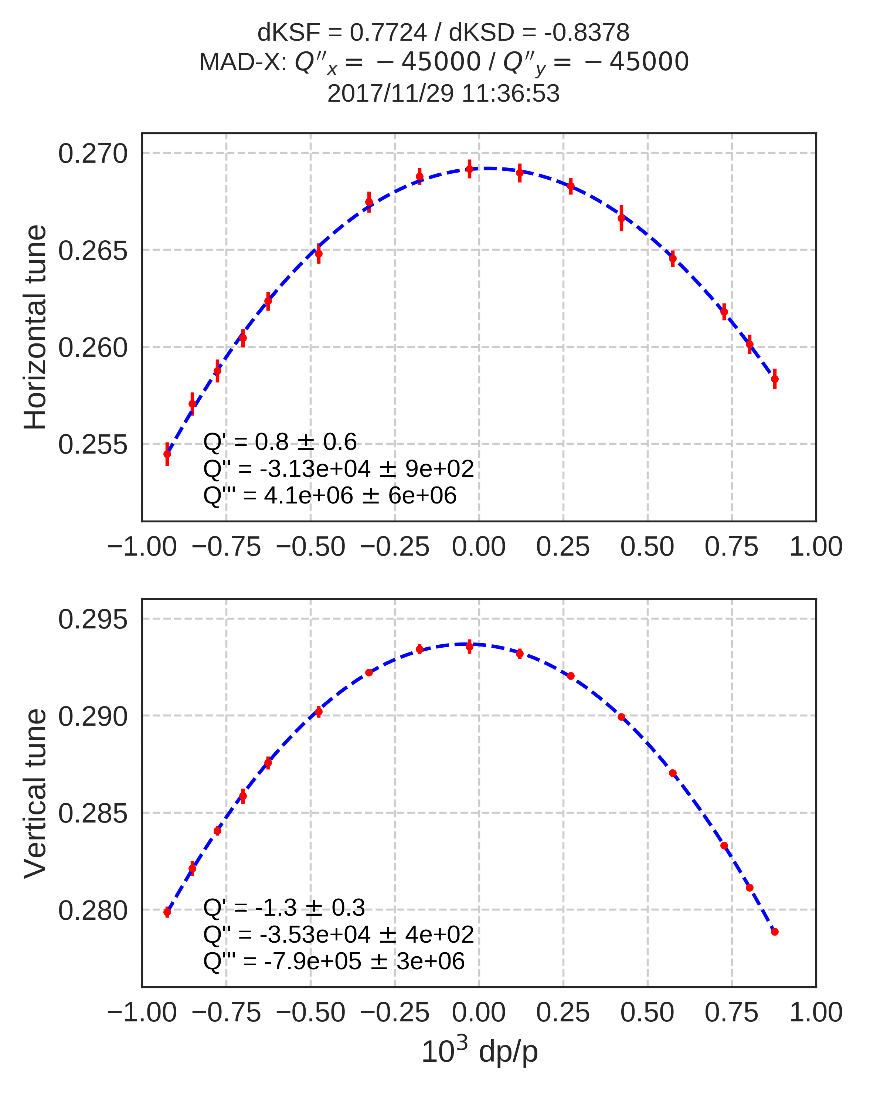 dKSF = 0.7724 / dKSD = -0.8378
MAD-X: Q″x = − 45000 / Q″y = − 45000
2017/11/29 11:36:53
0.270
0.265
0.260
0.255
Horizontal tune
Q' = 0.8 ± 0.6
Q'' = -3.13e+04 ± 9e+02
Q''' = 4.1e+06 ± 6e+06
−1.00 −0.75 −0.50 −0.25 0.00 0.25 0.50 0.75 1.00
0.295
0.290
0.285
0.280
Vertical tune
Q' = -1.3 ± 0.3
Q'' = -3.53e+04 ± 4e+02
Q''' = -7.9e+05 ± 3e+06
−1.00 −0.75 −0.50 −0.25 0.00 0.25 0.50 0.75 1.00
10³ dp/p